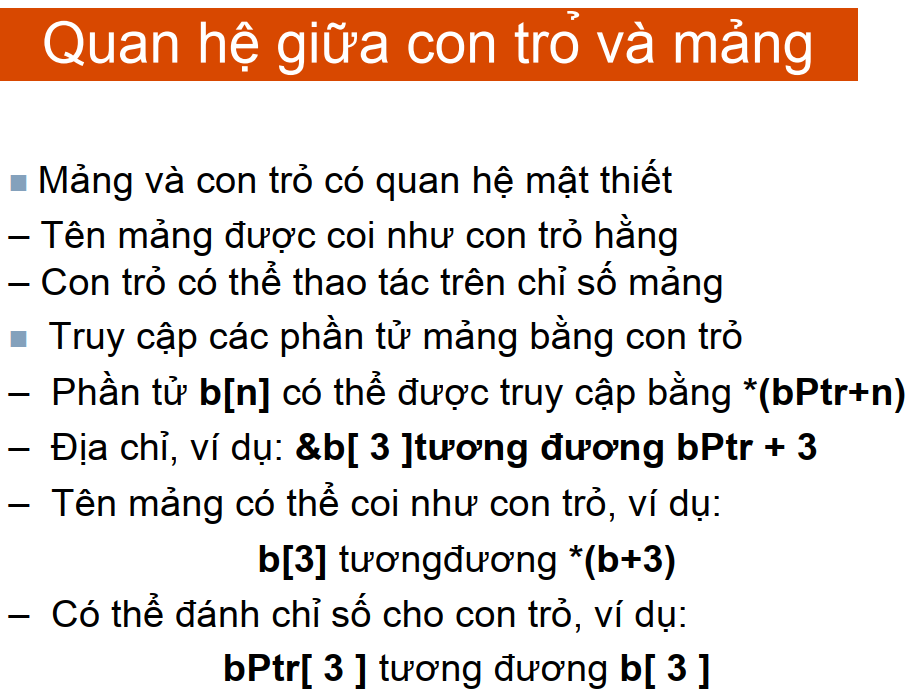 Quan hệ giữa con trỏ và mảng
Mảng và con trỏ có quan hệ mật thiết
– Tên mảng được coi như con trỏ hằng
– Con trỏ có thể thao tác trên chỉ số mảng
Truy cập các phần tử mảng bằng con trỏ
– Phần tử b[n] có thể được truy cập bằng *(bPtr+n)
– Địa chỉ, ví dụ: &b[ 3 ]tương đương bPtr + 3
– Tên mảng có thể coi như con trỏ, ví dụ:
b[3] tươngđương *(b+3)
– Có thể đánh chỉ số cho con trỏ, ví dụ:
bPtr[ 3 ] tương đương b[ 3 ]